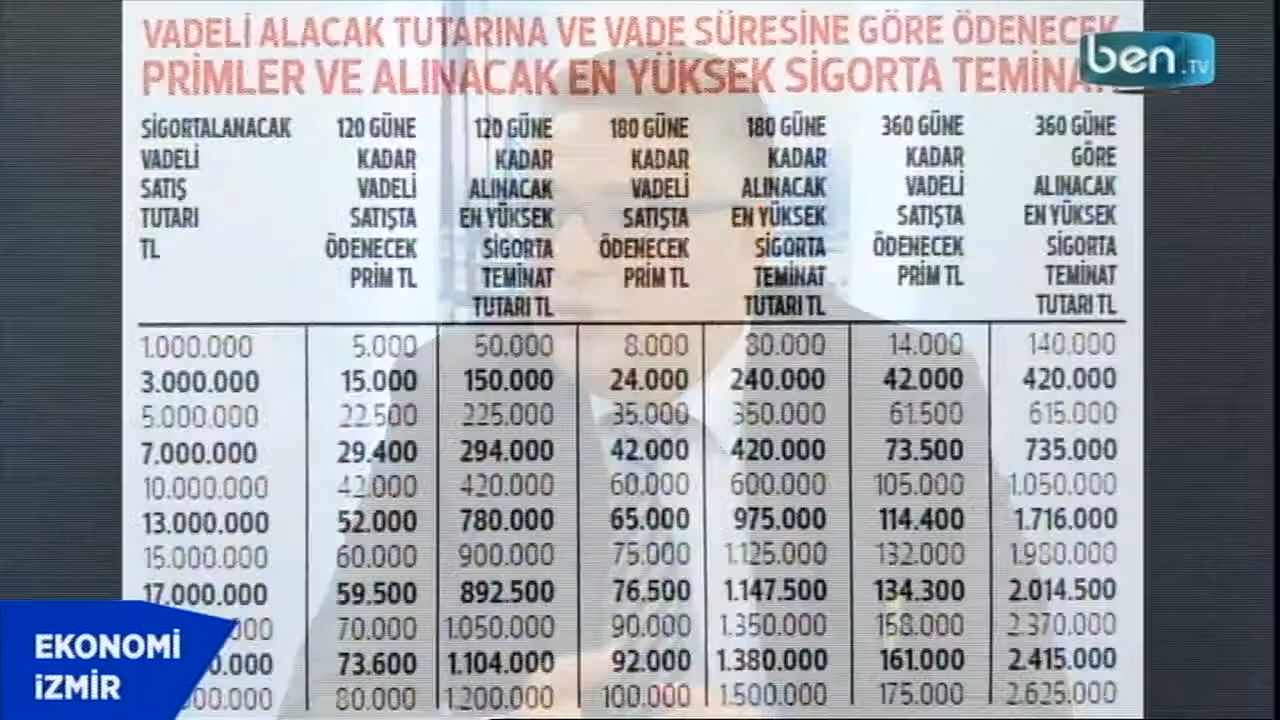 VADELİ ALACAK TUTARINA VE VADE SÜRESİNE GÖRE ÖDENECEK
PRİMLER VE ALINACAK EN YÜKSEK SİGORTA
ben.TV
SİGORTALANACAK 120 GÜNE 120 GÜNE 180 GÜNE 180 GÜNE 360 GÜNE 360 GÜNE
VADELİ KADAR KADAR KADAR KADAR KADAR GÖRE
SATIŞ VADELİ ALINACAK VADELİ ALINACAK VADELİ ALINACAK
TUTARI SATIŞTA EN YÜKSEK SATIŞTA EN YÜKSEK SATIŞTA EN YÜKSEK
TL ÖDENECEK SİGORTA ÖDENECEK SİGORTA ÖDENECEK SİGORTA
PRİM TL TEMİNAT PRİM TL TEMİNAT PRİM TL TEMİNAT
TUTARI TL TUTARI TL TUTARI TL
1.000.000 5.000 50.000 8.000 80.000 14.000 140.000
3.000.000 15.000 150.000 24.000 240.000 42.000 420.000
5.000.000 22.500 225.000 35.000 350.000 61.500 615.000
7.000.000 29.400 294.000 42.000 420.000 73.500 735.000
10.000.000 42.000 420.000 60.000 600.000 105.000 1.050.000
13.000.000 52.000 780.000 65.000 975.000 114.400 1.716.000
15.000.000 60.000 900.000 75.000 1.125.000 132.000 1.980.000
17.000.000 59.500 892.500 76.500 1.147.500 134.300 2.014.500
70.000 1.050.000 90.000 1.350.000 158.000 2.370.000
73.600 1.104.000 92.000 1.380.000 161.000 2.415.000
80.000 1.200.000 100.000 1.500.000 175.000 2.625.000
EKONOMİ
İZMİR